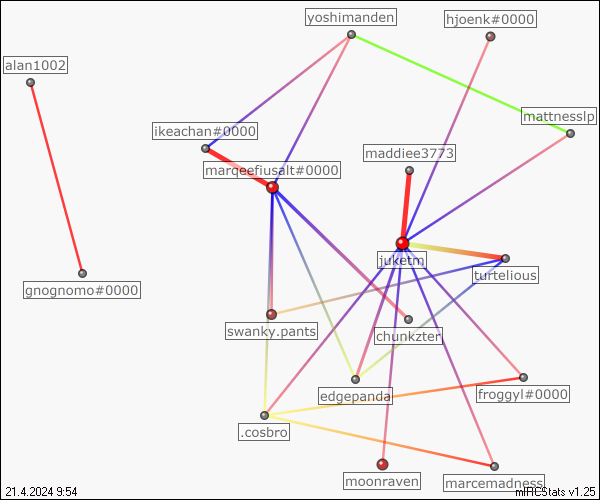 yoshimanden
hjoenk#0000
alan1002
mattnesslp
ikeachan#0000
maddiee3773
marqeefiusalt#0000
juketm
turtelious
gnognomo#0000
swanky.pants
chunkzter
edgepanda
froggyl#0000
.cosbro
moonraven
marcemadness
21.4.2024 9:54
mIRCStats v1.25